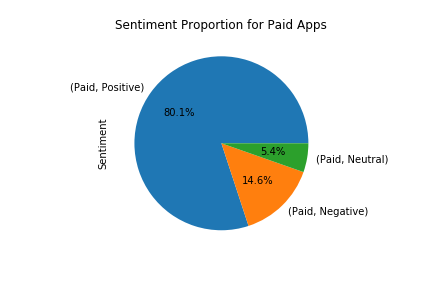 Sentiment Proportion for Paid Apps
(Paid, Positive)
80.1%
Sentiment
5.4%
(Paid, Neutral)
14.6%
(Paid, Negative)